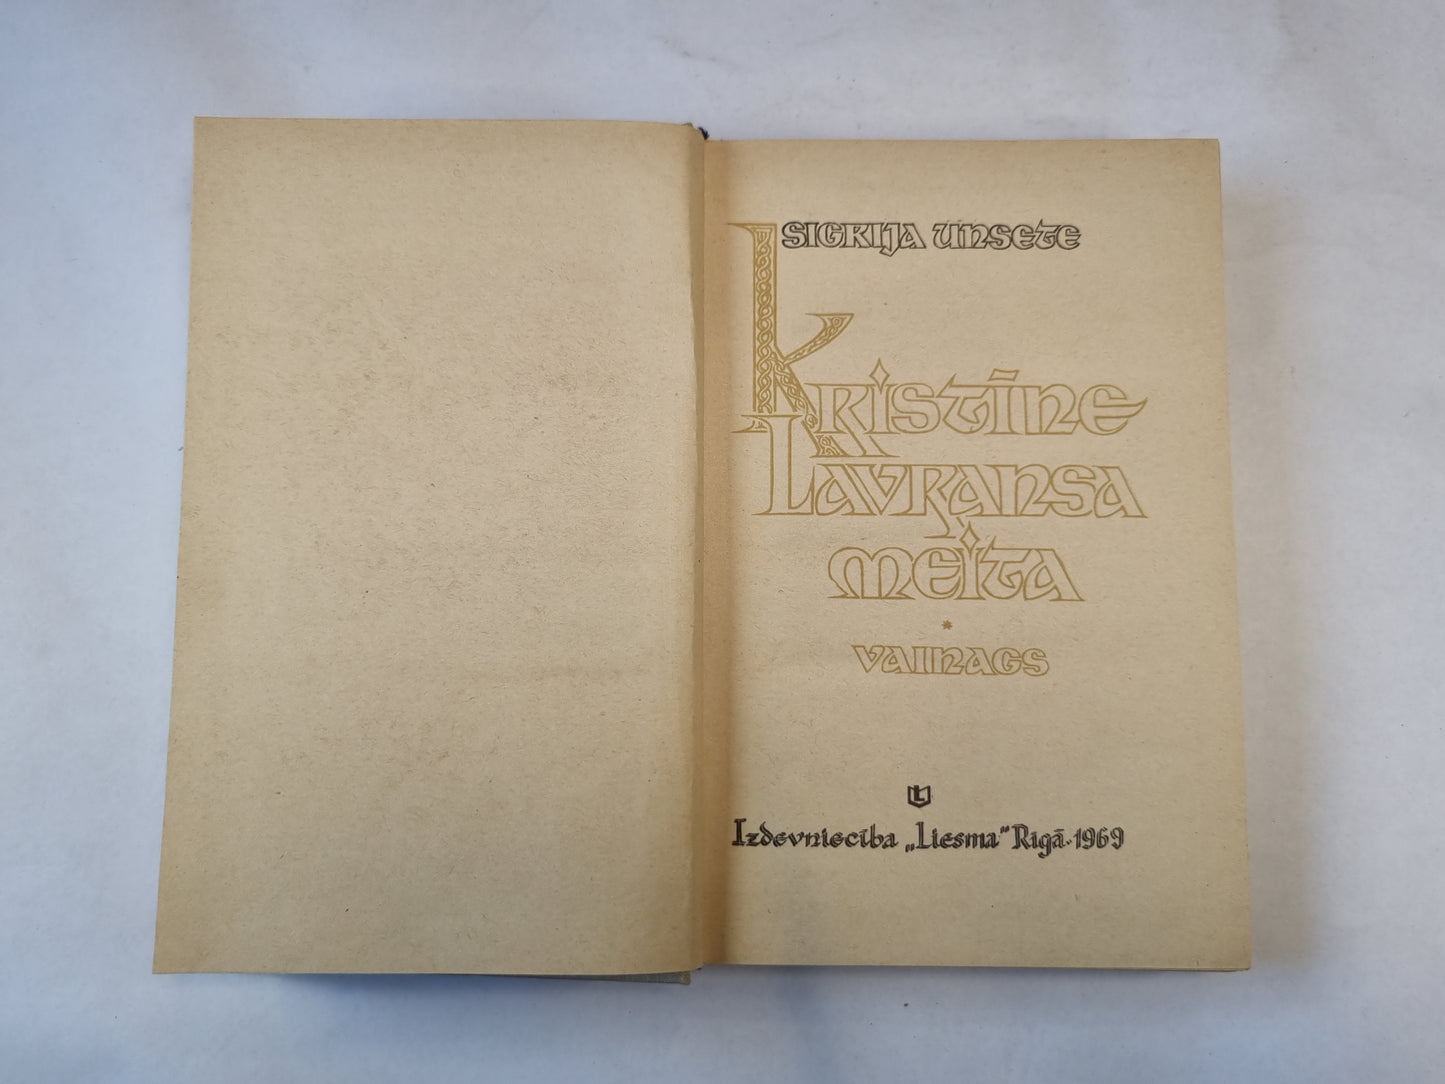 SIGRIJA UNSETE
KRISTĪNE
LAVRANSA
MEITA
*
VAINAGS
L
Izdevniecība „Liesma” Rīgā · 1969